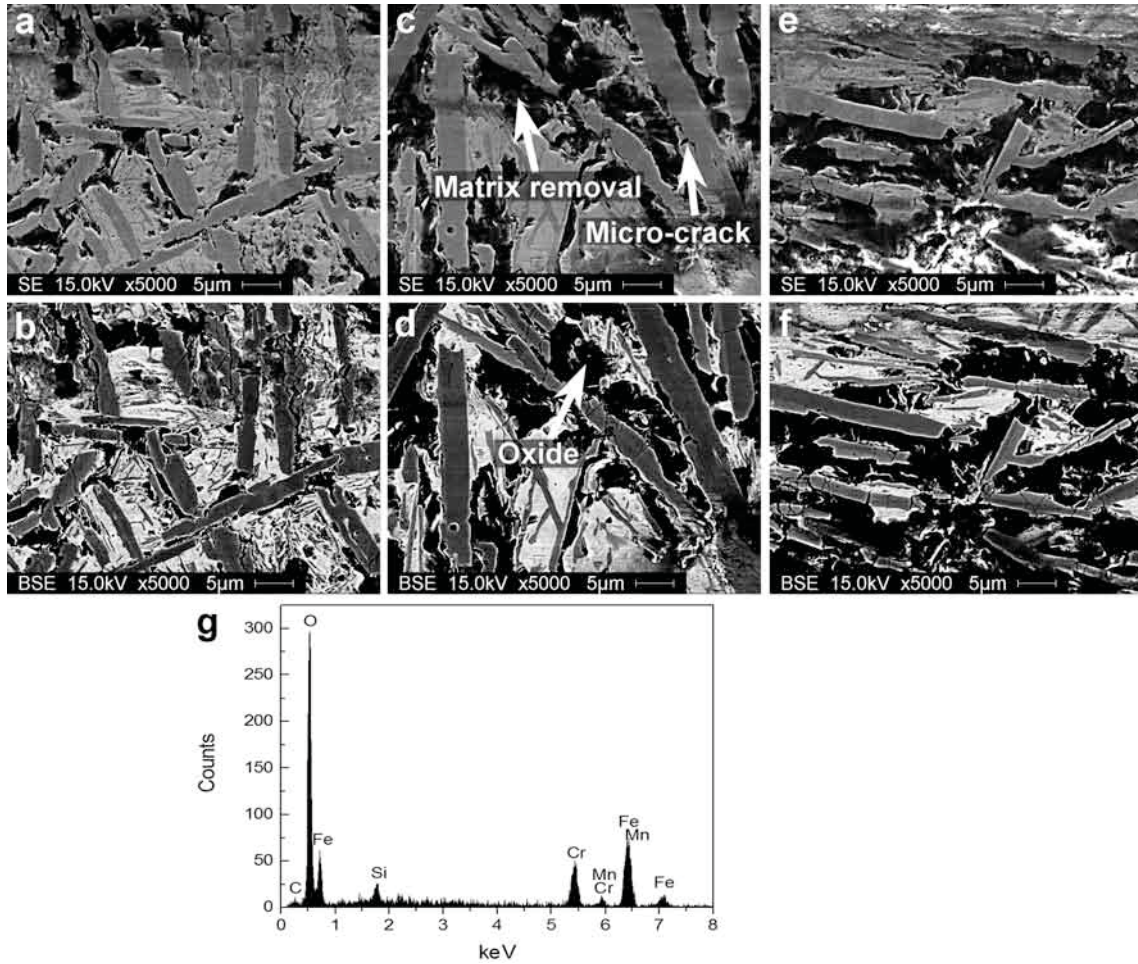 a
c
e
Matrix removal
Micro-crack
SE 15.0kV x5000 5μm
SE 15.0kV x5000 5μm
SE 15.0kV x5000 5μm
b
d
f
Oxide
BSE 15.0kV x5000 5μm
BSE 15.0kV x5000 5μm
BSE 15.0kV x5000 5μm
g
300
250
200
150
100
50
0
Counts
O
Fe
C
Si
Cr
Mn
Cr
Fe
Mn
Fe
0 1 2 3 4 5 6 7 8
keV